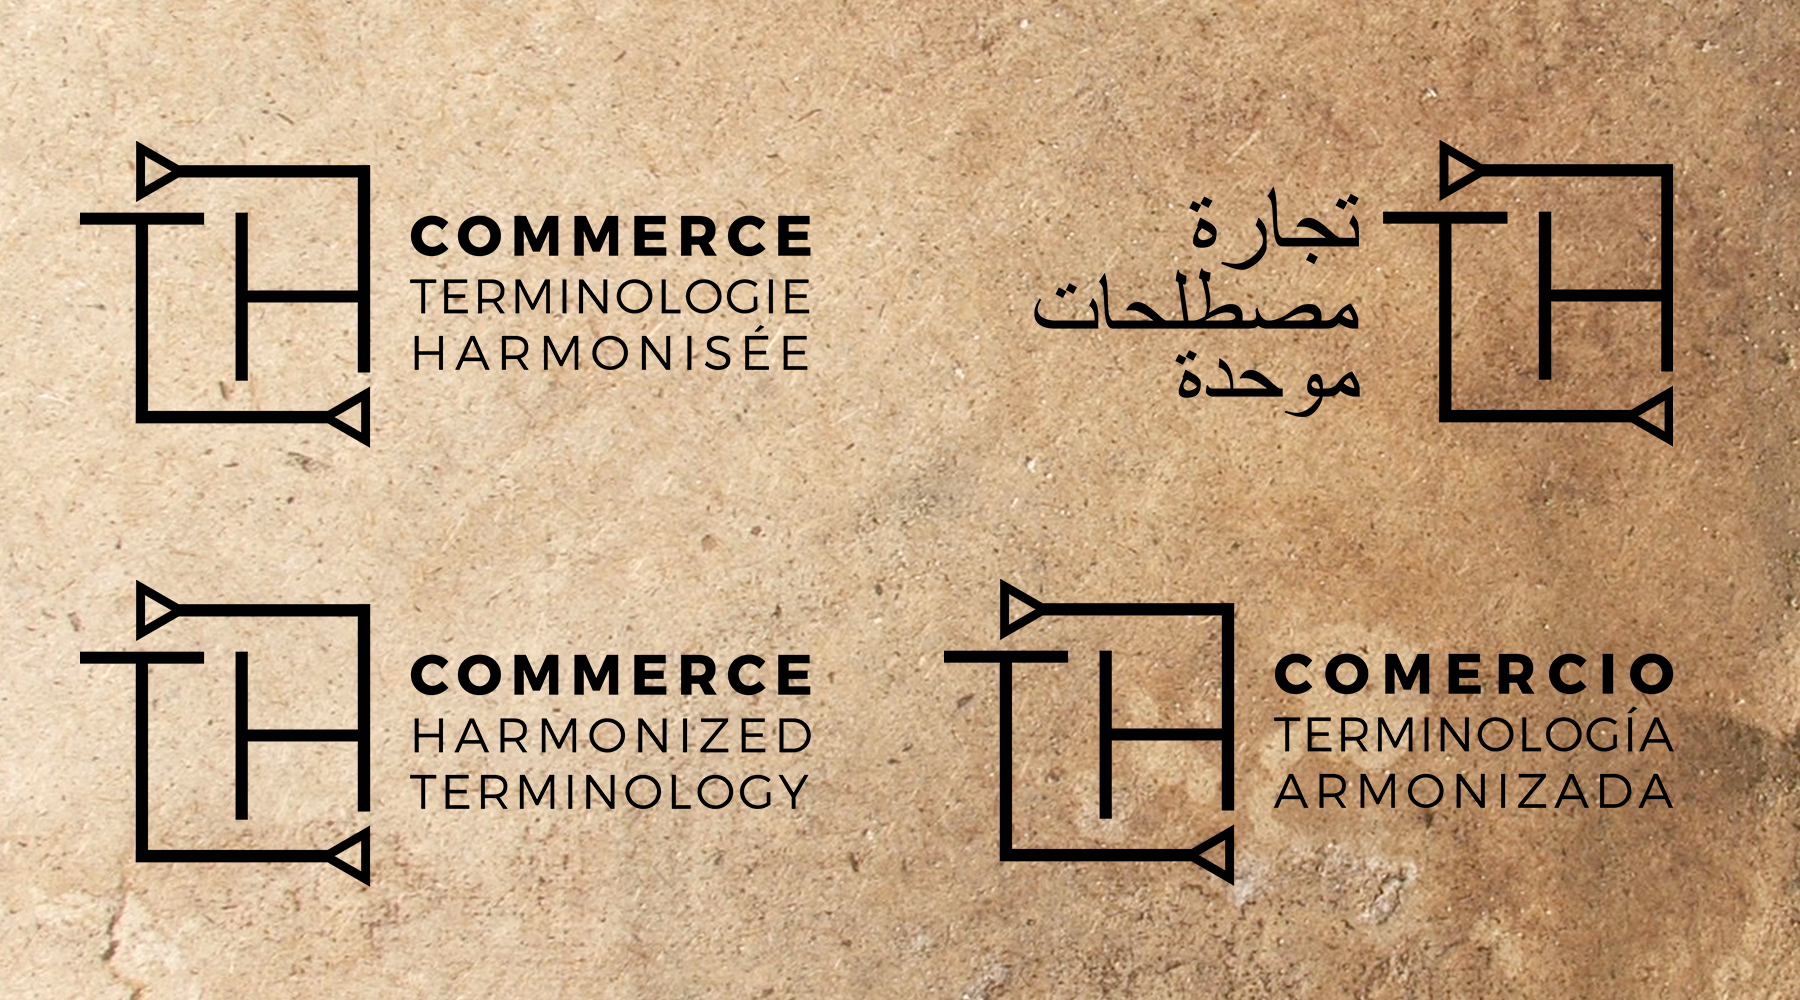 COMMERCE
TERMINOLOGIE
HARMONISÉE
تجارة
مصطلحات
موحدة
COMMERCE
HARMONIZED
TERMINOLOGY
COMERCIO
TERMINOLOGÍA
ARMONIZADA